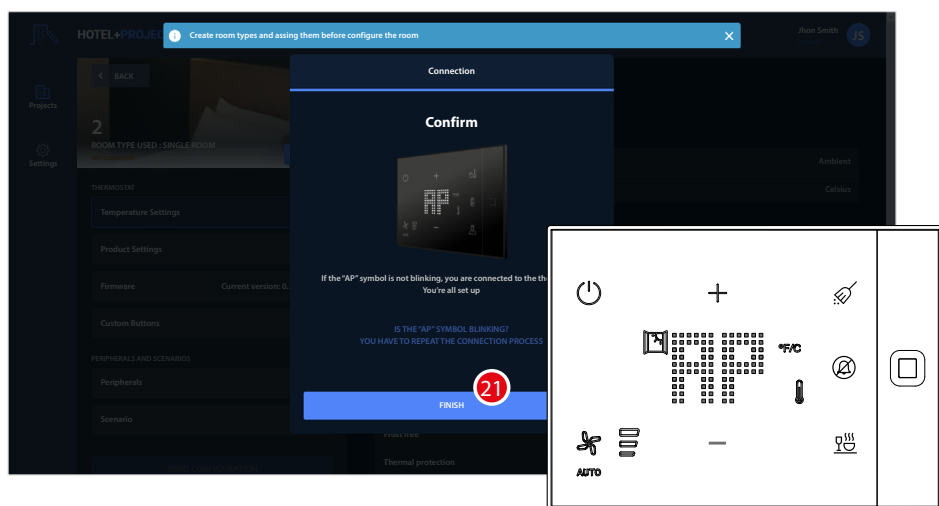 HOTEL+PROJEC
Create room types and assing them before configure the room
Jhon Smith
JS
Projects
Settings
BACK
2
ROOM TYPE USED : SINGLE ROOM
THERMOSTAT
Temperature Settings
Product Settings
Firmware Current version: 0..
Custom Buttons
PERIPHERALS AND SCENARIOS
Peripherals
Scenario
SEND CONFIGURATION
Connection
Confirm
AP
If the “AP” symbol is not blinking, you are connected to the the
You're all set up
IS THE “AP” SYMBOL BLINKING?
YOU HAVE TO REPEAT THE CONNECTION PROCESS
21
FINISH
Ambient
Celsius
Frost free
Thermal protection
AP
°F/C
AUTO